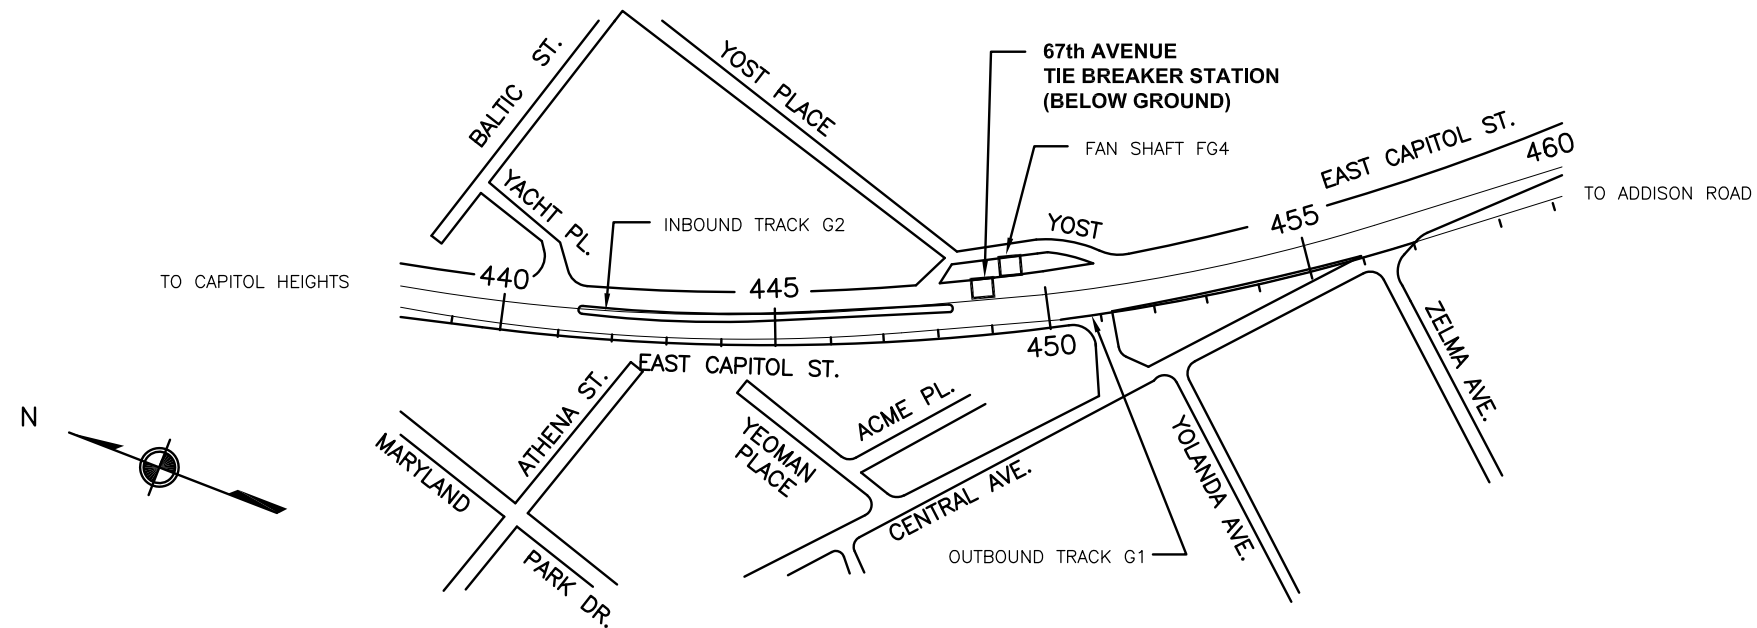 BALTIC ST.
YOST PLACE
67th AVENUE
TIE BREAKER STATION
(BELOW GROUND)
FAN SHAFT FG4
EAST CAPITOL ST.
460
TO ADDISON ROAD
YACHT PL.
INBOUND TRACK G2
YOST
455
TO CAPITOL HEIGHTS
440
445
450
EAST CAPITOL ST.
ZELMA AVE.
N
ATHENA ST.
ACME PL.
MARYLAND
PARK DR.
YEOMAN
PLACE
CENTRAL AVE.
YOLANDA AVE.
OUTBOUND TRACK G1